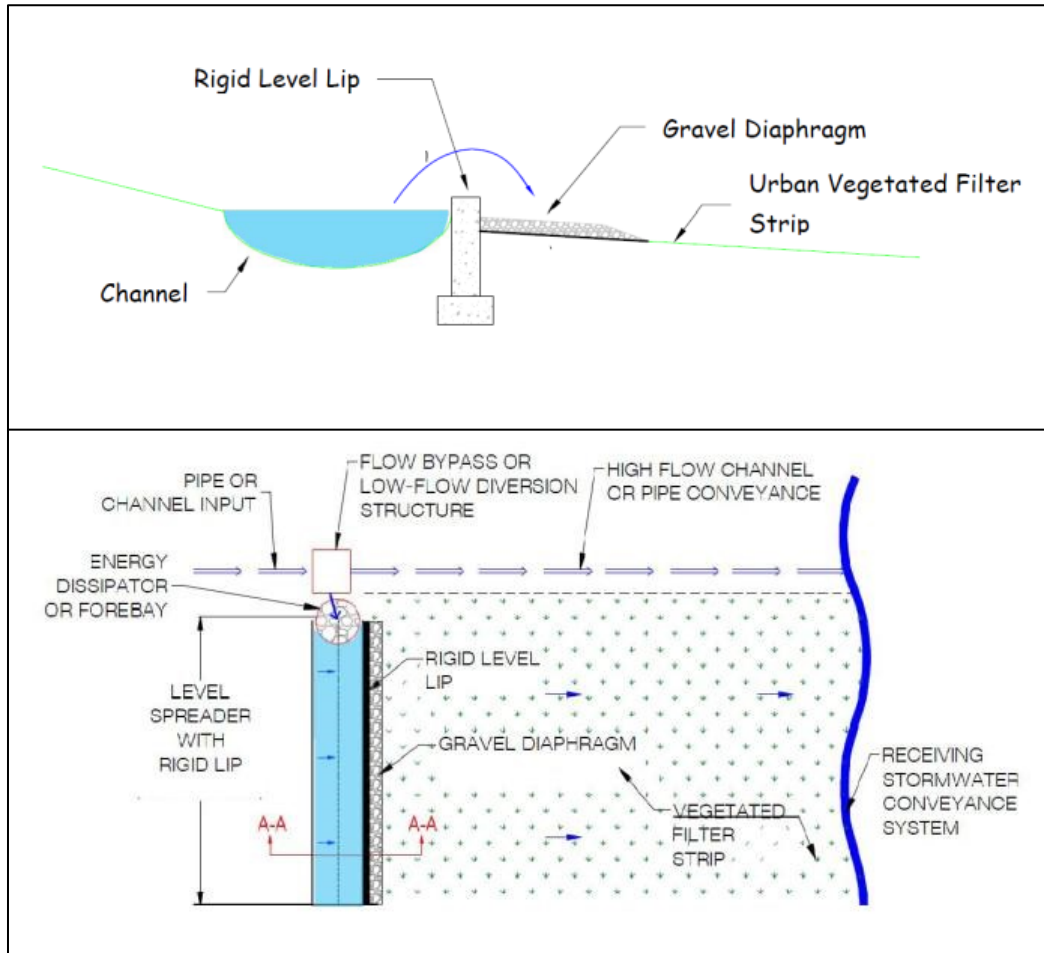 Rigid Level Lip
Gravel Diaphragm
Urban Vegetated Filter
Strip
Channel
FLOW BYPASS OR
LOW-FLOW DIVERSION
STRUCTURE
HIGH FLOW CHANNEL
OR PIPE CONVEYANCE
PIPE OR
CHANNEL INPUT
ENERGY
DISSIPATOR
OR FOREBAY
RIGID LEVEL
LIP
LEVEL
SPREADER
WITH
RIGID LIP
GRAVEL DIAPHRAGM
RECEIVING
STORMWATER
CONVEYANCE
SYSTEM
VEGETATED
FILTER
STRIP
A-A
A-A